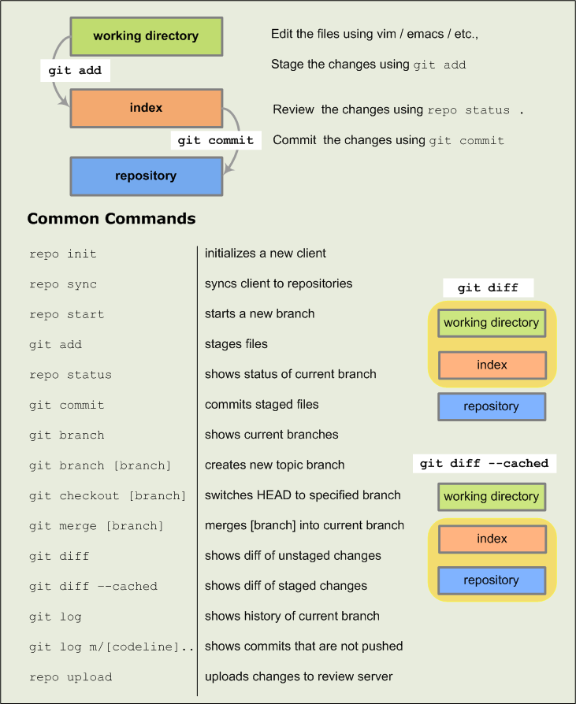 working directory
Edit the files using vim / emacs / etc.,
git add
Stage the changes using git add
index
Review the changes using repo status .
git commit
Commit the changes using git commit
repository
Common Commands
repo init initializes a new client
repo sync syncs client to repositories
repo start starts a new branch
git add stages files
repo status shows status of current branch
git commit commits staged files
git branch shows current branches
git branch [branch] creates new topic branch
git checkout [branch] switches HEAD to specified branch
git merge [branch] merges [branch] into current branch
git diff shows diff of unstaged changes
git diff --cached shows diff of staged changes
git log shows history of current branch
git log m/[codeline].. shows commits that are not pushed
repo upload uploads changes to review server
git diff
working directory
index
repository
git diff --cached
working directory
index
repository